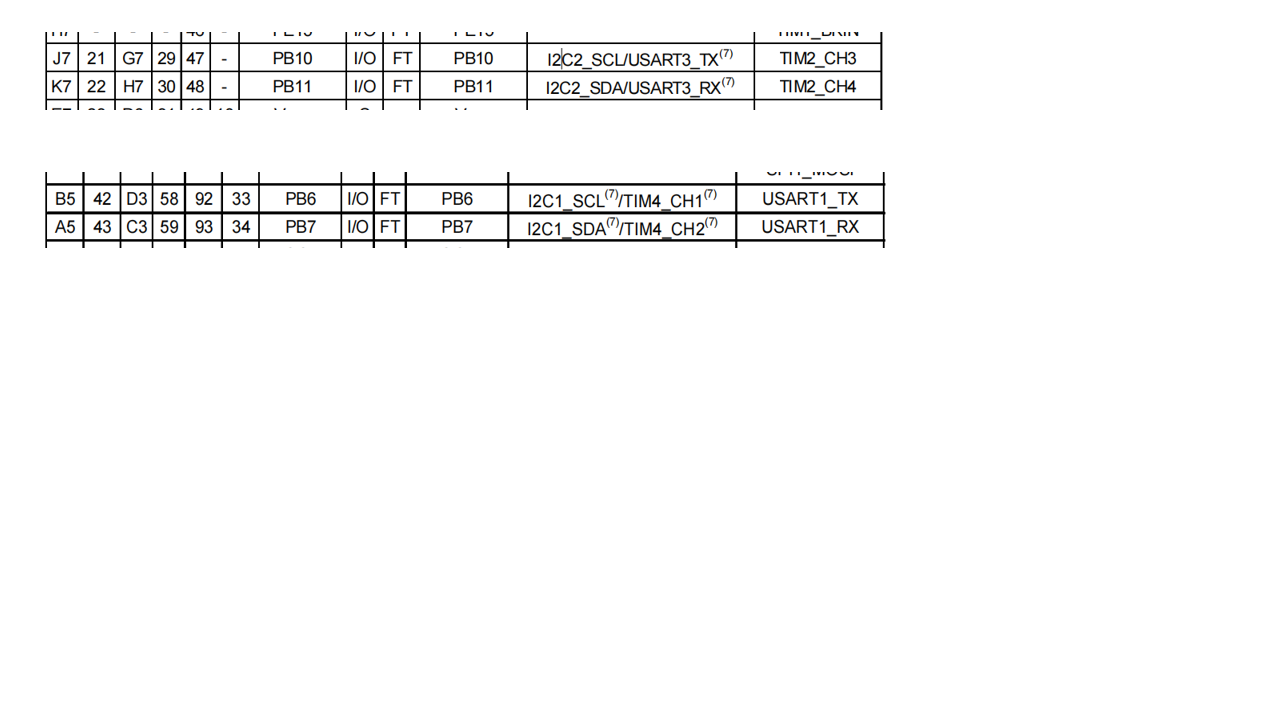 J7 21 G7 29 47 - PB10 I/O FT PB10 I2C2_SCL/USART3_TX(7) TIM2_CH3
K7 22 H7 30 48 - PB11 I/O FT PB11 I2C2_SDA/USART3_RX(7) TIM2_CH4
B5 42 D3 58 92 33 PB6 I/O FT PB6 I2C1_SCL(7)/TIM4_CH1(7) USART1_TX
A5 43 C3 59 93 34 PB7 I/O FT PB7 I2C1_SDA(7)/TIM4_CH2(7) USART1_RX